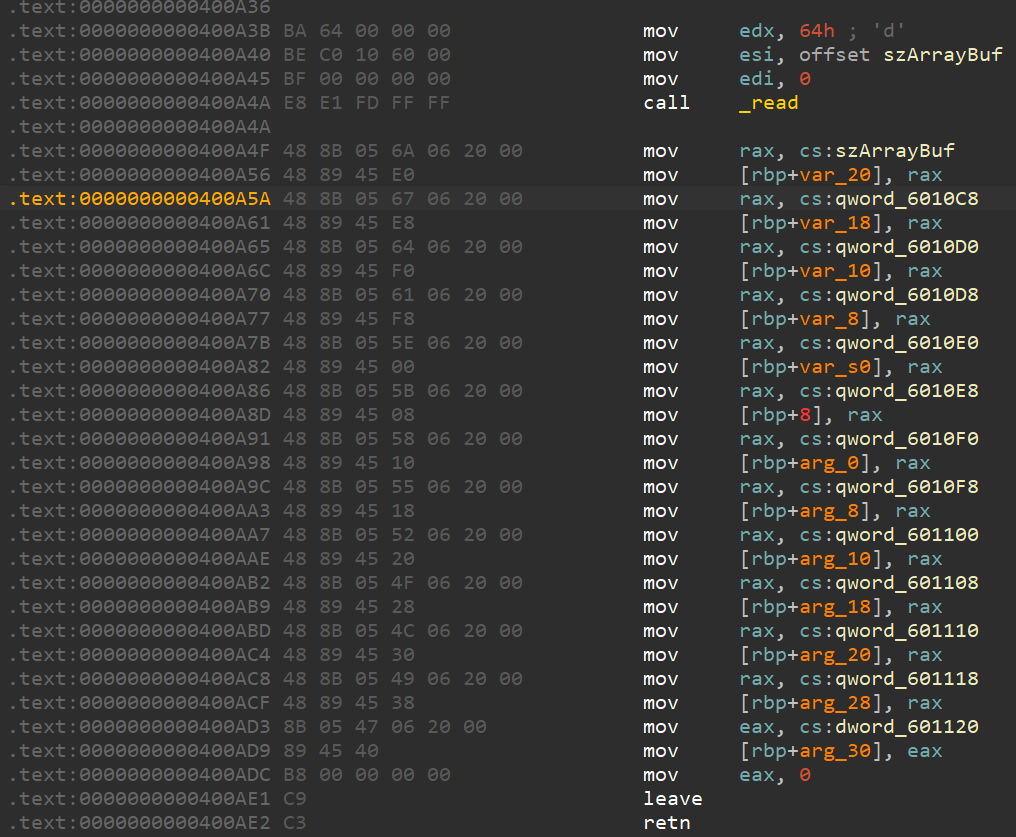 .text:0000000000400A36
.text:0000000000400A3B BA 64 00 00 00 mov edx, 64h ; 'd'
.text:0000000000400A40 BE C0 10 60 00 mov esi, offset szArrayBuf
.text:0000000000400A45 BF 00 00 00 00 mov edi, 0
.text:0000000000400A4A E8 E1 FD FF FF call _read
.text:0000000000400A4A
.text:0000000000400A4F 48 8B 05 6A 06 20 00 mov rax, cs:szArrayBuf
.text:0000000000400A56 48 89 45 E0 mov [rbp+var_20], rax
.text:0000000000400A5A 48 8B 05 67 06 20 00 mov rax, cs:qword_6010C8
.text:0000000000400A61 48 89 45 E8 mov [rbp+var_18], rax
.text:0000000000400A65 48 8B 05 64 06 20 00 mov rax, cs:qword_6010D0
.text:0000000000400A6C 48 89 45 F0 mov [rbp+var_10], rax
.text:0000000000400A70 48 8B 05 61 06 20 00 mov rax, cs:qword_6010D8
.text:0000000000400A77 48 89 45 F8 mov [rbp+var_8], rax
.text:0000000000400A7B 48 8B 05 5E 06 20 00 mov rax, cs:qword_6010E0
.text:0000000000400A82 48 89 45 00 mov [rbp+var_s0], rax
.text:0000000000400A86 48 8B 05 5B 06 20 00 mov rax, cs:qword_6010E8
.text:0000000000400A8D 48 89 45 08 mov [rbp+8], rax
.text:0000000000400A91 48 8B 05 58 06 20 00 mov rax, cs:qword_6010F0
.text:0000000000400A98 48 89 45 10 mov [rbp+arg_0], rax
.text:0000000000400A9C 48 8B 05 55 06 20 00 mov rax, cs:qword_6010F8
.text:0000000000400AA3 48 89 45 18 mov [rbp+arg_8], rax
.text:0000000000400AA7 48 8B 05 52 06 20 00 mov rax, cs:qword_601100
.text:0000000000400AAE 48 89 45 20 mov [rbp+arg_10], rax
.text:0000000000400AB2 48 8B 05 4F 06 20 00 mov rax, cs:qword_601108
.text:0000000000400AB9 48 89 45 28 mov [rbp+arg_18], rax
.text:0000000000400ABD 48 8B 05 4C 06 20 00 mov rax, cs:qword_601110
.text:0000000000400AC4 48 89 45 30 mov [rbp+arg_20], rax
.text:0000000000400AC8 48 8B 05 49 06 20 00 mov rax, cs:qword_601118
.text:0000000000400ACF 48 89 45 38 mov [rbp+arg_28], rax
.text:0000000000400AD3 8B 05 47 06 20 00 mov eax, cs:dword_601120
.text:0000000000400AD9 89 45 40 mov [rbp+arg_30], eax
.text:0000000000400ADC B8 00 00 00 00 mov eax, 0
.text:0000000000400AE1 C9 leave
.text:0000000000400AE2 C3 retn